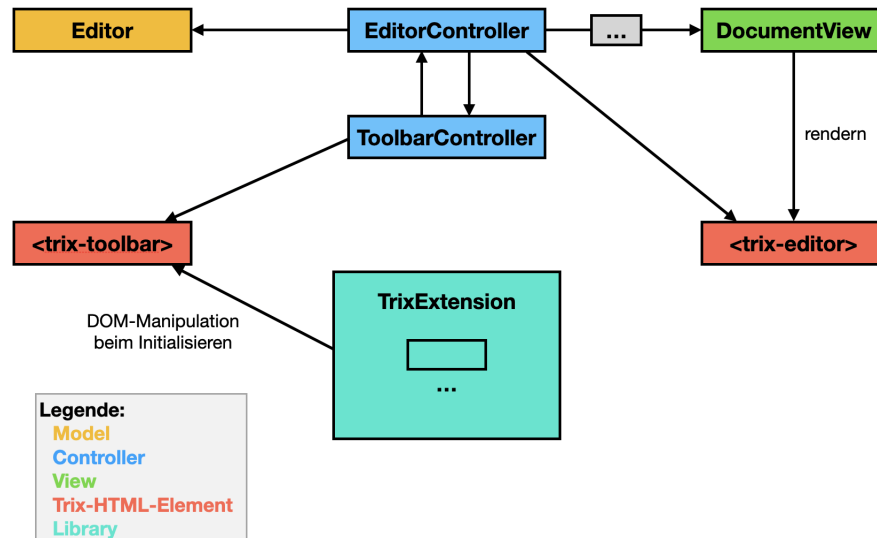 Editor
EditorController
...
DocumentView
ToolbarController
rendern
<trix-toolbar>
<trix-editor>
TrixExtension
...
DOM-Manipulation
beim Initialisieren
Legende:
Model
Controller
View
Trix-HTML-Element
Library